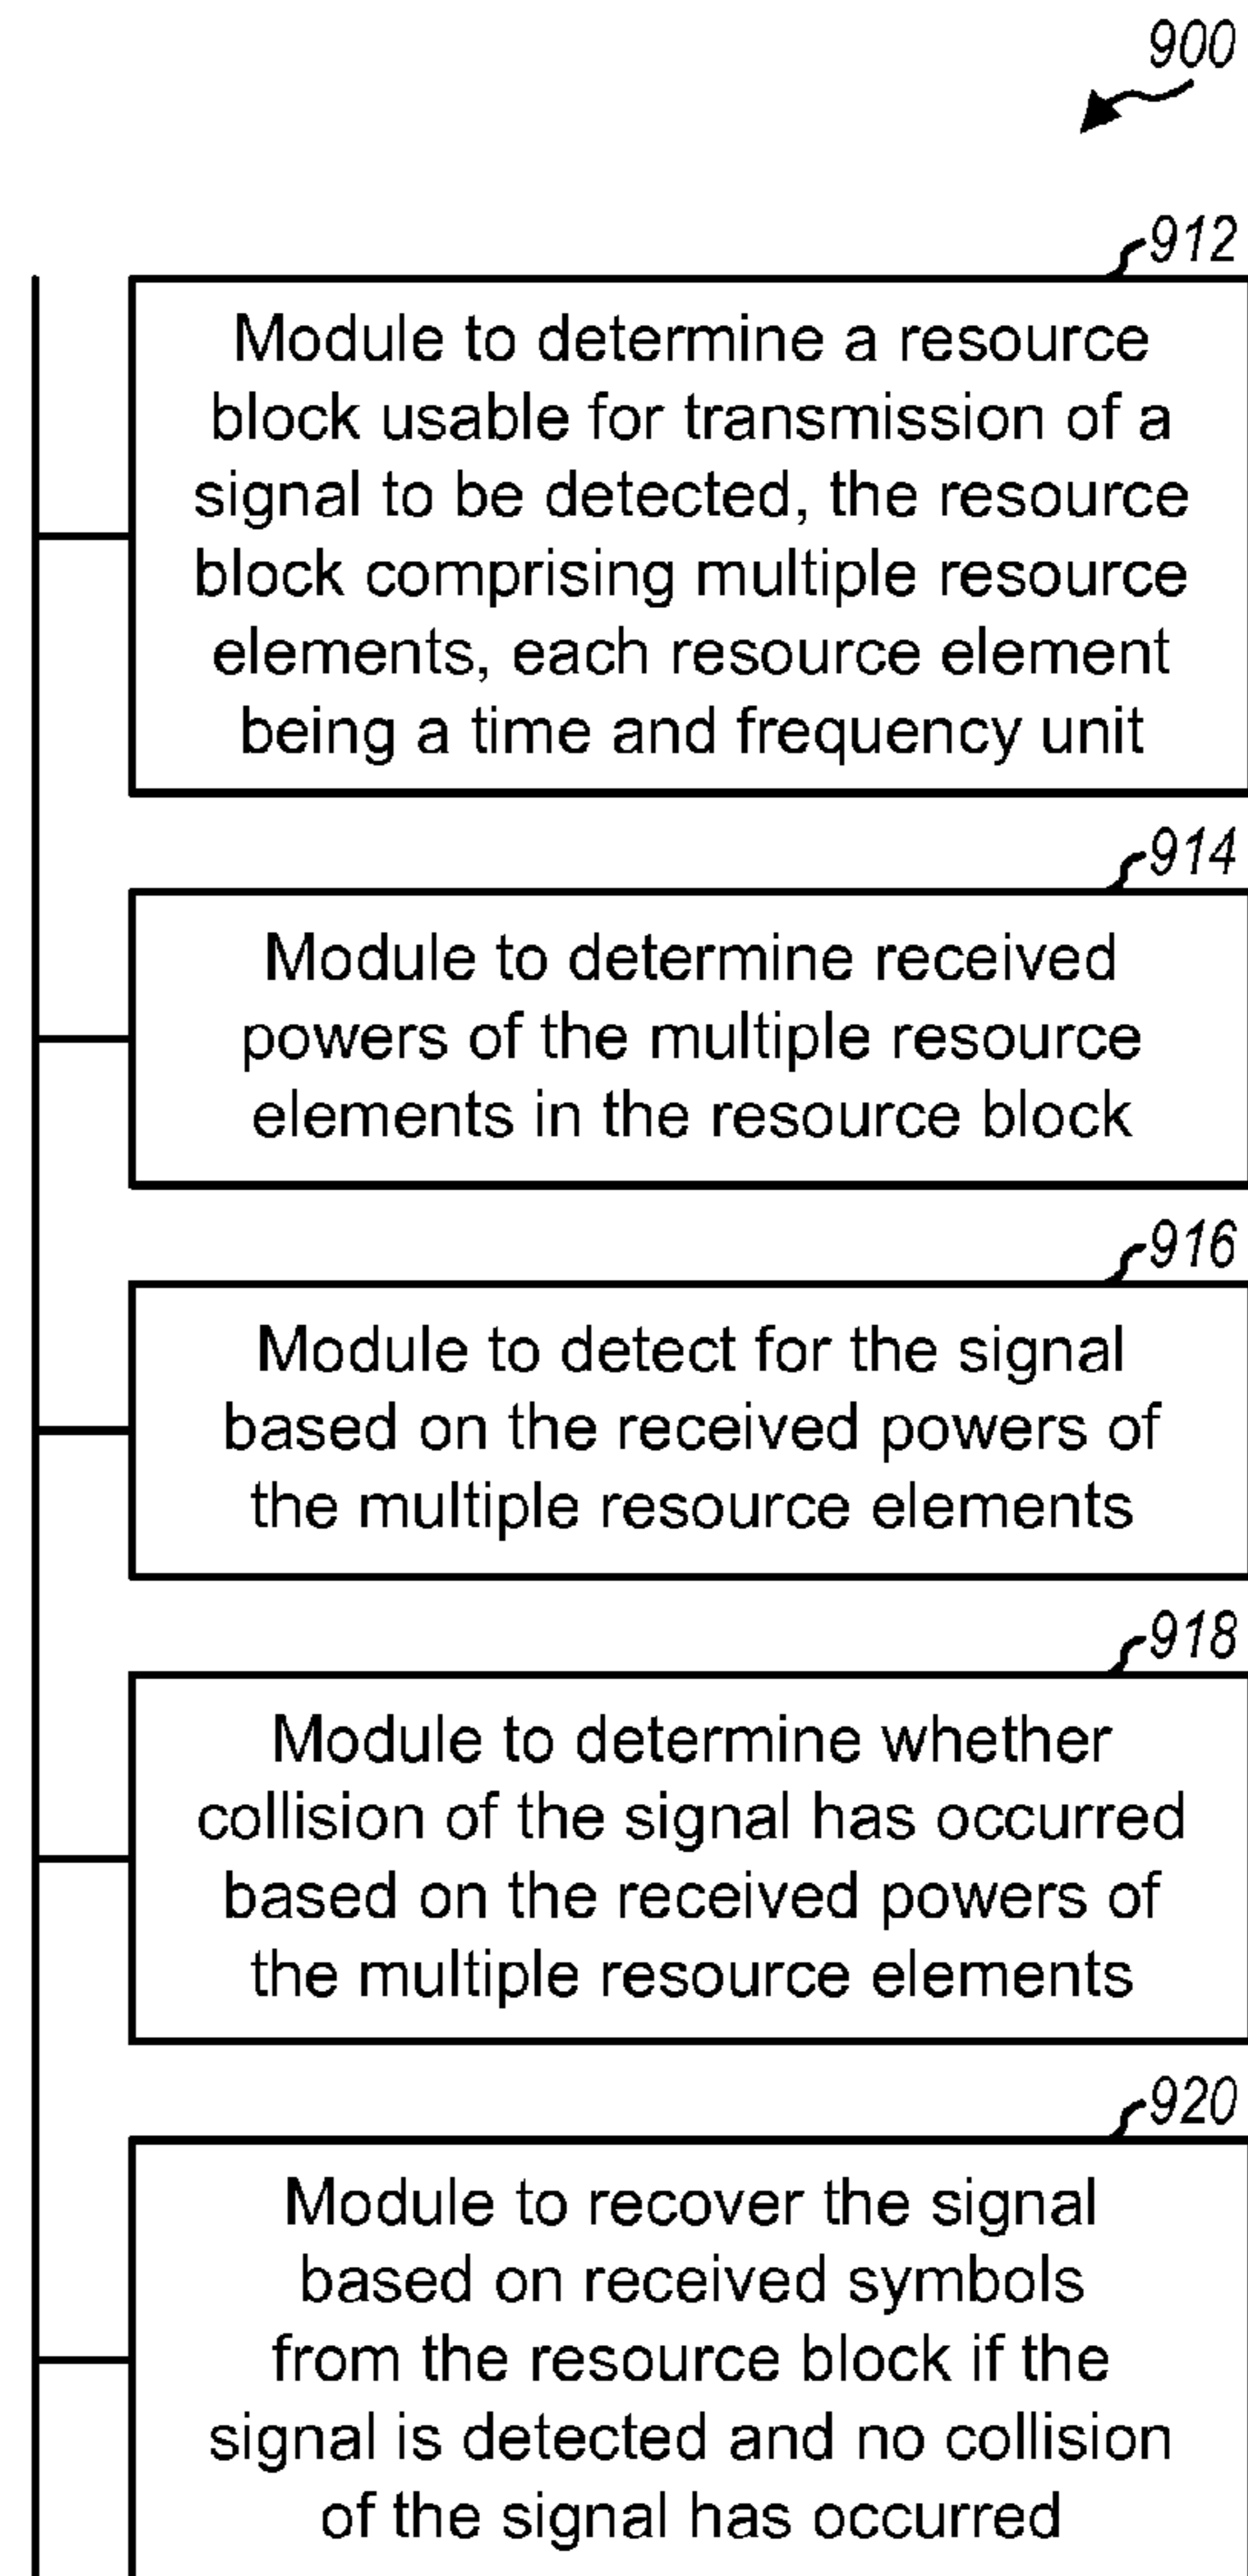 900
912
Module to determine a resource
block usable for transmission of a
signal to be detected, the resource
block comprising multiple resource
elements, each resource element
being a time and frequency unit
914
Module to determine received
powers of the multiple resource
elements in the resource block
916
Module to detect for the signal
based on the received powers of
the multiple resource elements
918
Module to determine whether
collision of the signal has occurred
based on the received powers of
the multiple resource elements
920
Module to recover the signal
based on received symbols
from the resource block if the
signal is detected and no collision
of the signal has occurred